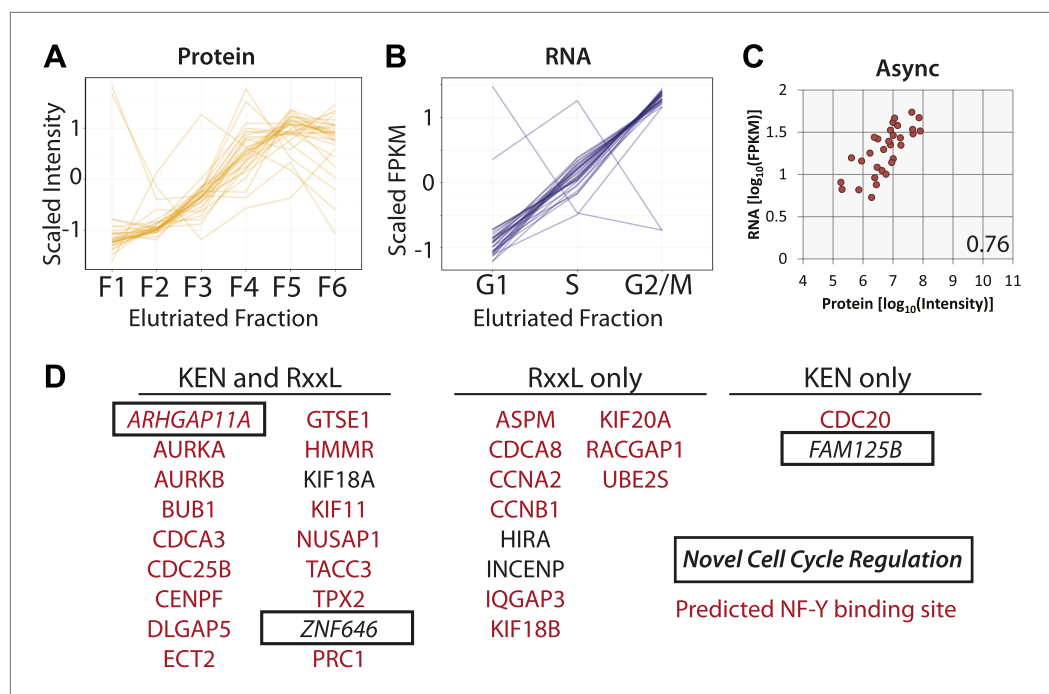 A
Protein
Scaled Intensity
1
0
-1
F1 F2 F3 F4 F5 F6
Elutriated Fraction
B
RNA
Scaled FPKM
1
0
-1
G1 S G2/M
Elutriated Fraction
C
Async
RNA [log10(FPKM)]
2
1.5
1
0.5
0
0.76
4 5 6 7 8 9 10 11
Protein [log10(Intensity)]
D
KEN and RxxL
ARHGAP11A GTSE1
AURKA HMMR
AURKB KIF18A
BUB1 KIF11
CDCA3 NUSAP1
CDC25B TACC3
CENPF TPX2
DLGAP5 ZNF646
ECT2 PRC1
RxxL only
ASPM KIF20A
CDCA8 RACGAP1
CCNA2 UBE2S
CCNB1
HIRA
INCENP
IQGAP3
KIF18B
KEN only
CDC20
FAM125B
Novel Cell Cycle Regulation
Predicted NF-Y binding site